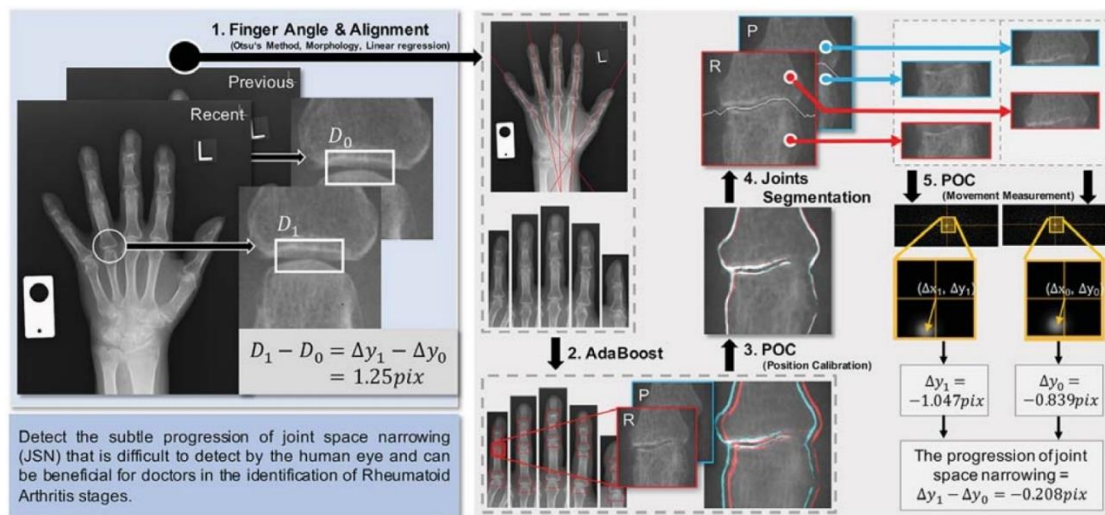 1. Finger Angle & Alignment
(Otsu's Method, Morphology, Linear regression)
Previous
Recent
L
L
D₀
D₁
D₁ − D₀ = Δy₁ − Δy₀
= 1.25pix
Detect the subtle progression of joint space narrowing
(JSN) that is difficult to detect by the human eye and can
be beneficial for doctors in the identification of Rheumatoid
Arthritis stages.
L
2. AdaBoost
P
R
3. POC
(Position Calibration)
4. Joints
Segmentation
P
R
5. POC
(Movement Measurement)
(Δx₁, Δy₁)
(Δx₀, Δy₀)
Δy₁ =
−1.047pix
Δy₀ =
−0.839pix
The progression of joint
space narrowing =
Δy₁ − Δy₀ = −0.208pix